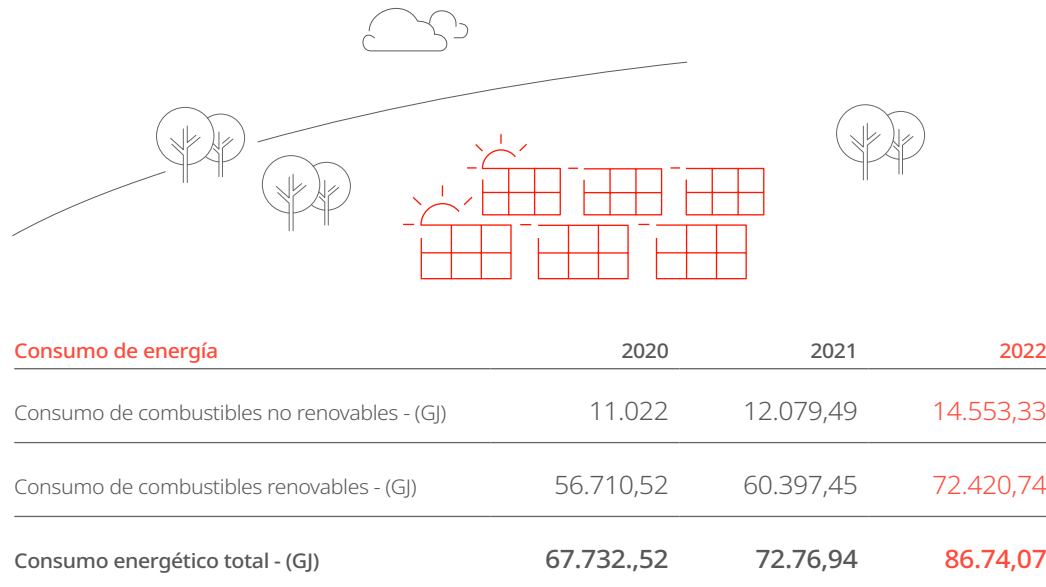 Consumo de energía 2020 2021 2022
Consumo de combustibles no renovables - (GJ) 11.022 12.079,49 14.553,33
Consumo de combustibles renovables - (GJ) 56.710,52 60.397,45 72.420,74
Consumo energético total - (GJ) 67.732.,52 72.76,94 86.74,07